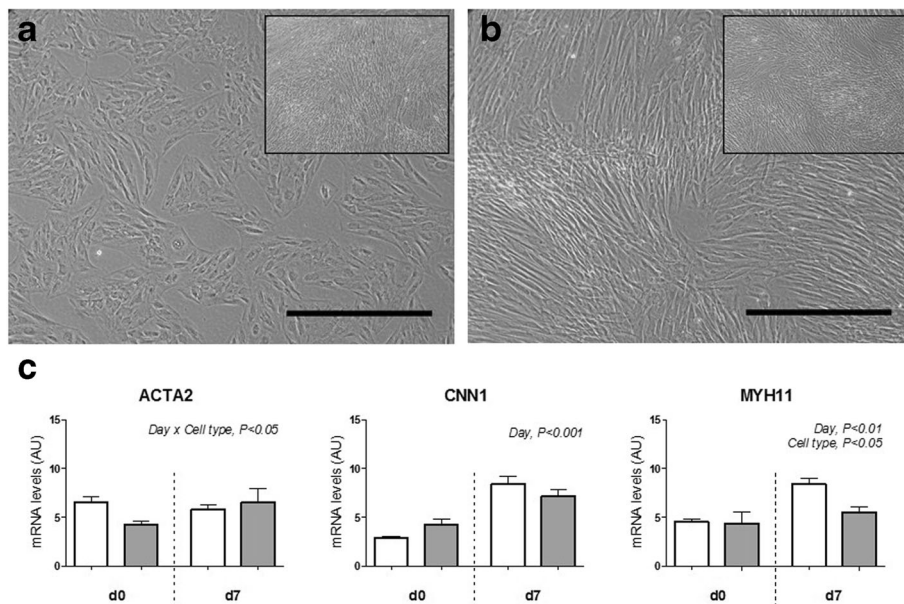 a
b
c
ACTA2
15
10
5
0
mRNA levels (AU)
Day x Cell type, P<0.05
d0
d7
CNN1
15
10
5
0
mRNA levels (AU)
Day, P<0.001
d0
d7
MYH11
15
10
5
0
mRNA levels (AU)
Day, P<0.01
Cell type, P<0.05
d0
d7